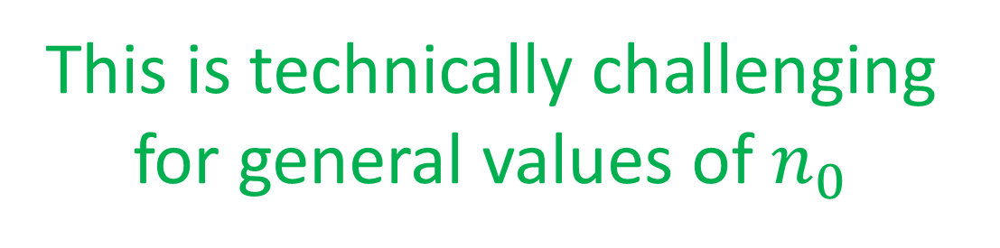 This is technically challenging
for general values of n₀